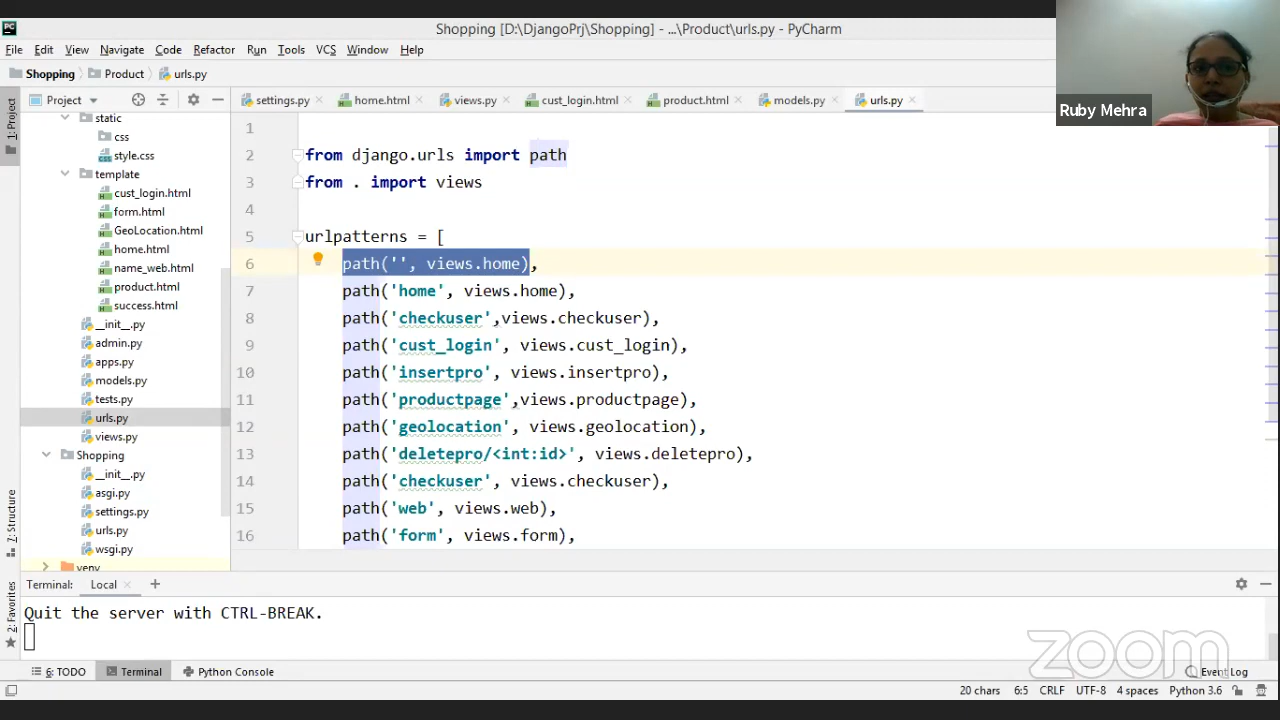 Shopping [D:\DjangoPrj\Shopping] - ...\Product\urls.py - PyCharm
File Edit View Navigate Code Refactor Run Tools VCS Window Help
Shopping Product urls.py
Ruby Mehra
1: Project
Project
settings.py home.html views.py cust_login.html product.html models.py urls.py
static
css
style.css
template
cust_login.html
form.html
GeoLocation.html
home.html
name_web.html
product.html
success.html
__init__.py
admin.py
apps.py
models.py
tests.py
urls.py
views.py
Shopping
__init__.py
asgi.py
settings.py
urls.py
wsgi.py
venv
1
2 from django.urls import path
3 from . import views
4
5 urlpatterns = [
6 path('', views.home),
7 path('home', views.home),
8 path('checkuser',views.checkuser),
9 path('cust_login', views.cust_login),
10 path('insertpro', views.insertpro),
11 path('productpage',views.productpage),
12 path('geolocation', views.geolocation),
13 path('deletepro/<int:id>', views.deletepro),
14 path('checkuser', views.checkuser),
15 path('web', views.web),
16 path('form', views.form),
7: Structure
2: Favorites
Terminal: Local
Quit the server with CTRL-BREAK.
zoom
6: TODO Terminal Python Console Event Log
20 chars 6:5 CRLF UTF-8 4 spaces Python 3.6